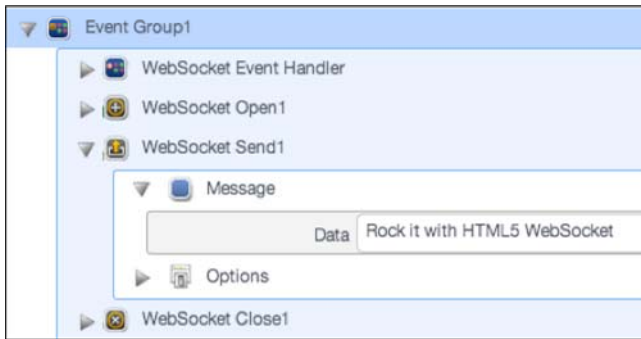 Event Group1
WebSocket Event Handler
WebSocket Open1
WebSocket Send1
Message
Data Rock it with HTML5 WebSocket
Options
WebSocket Close1